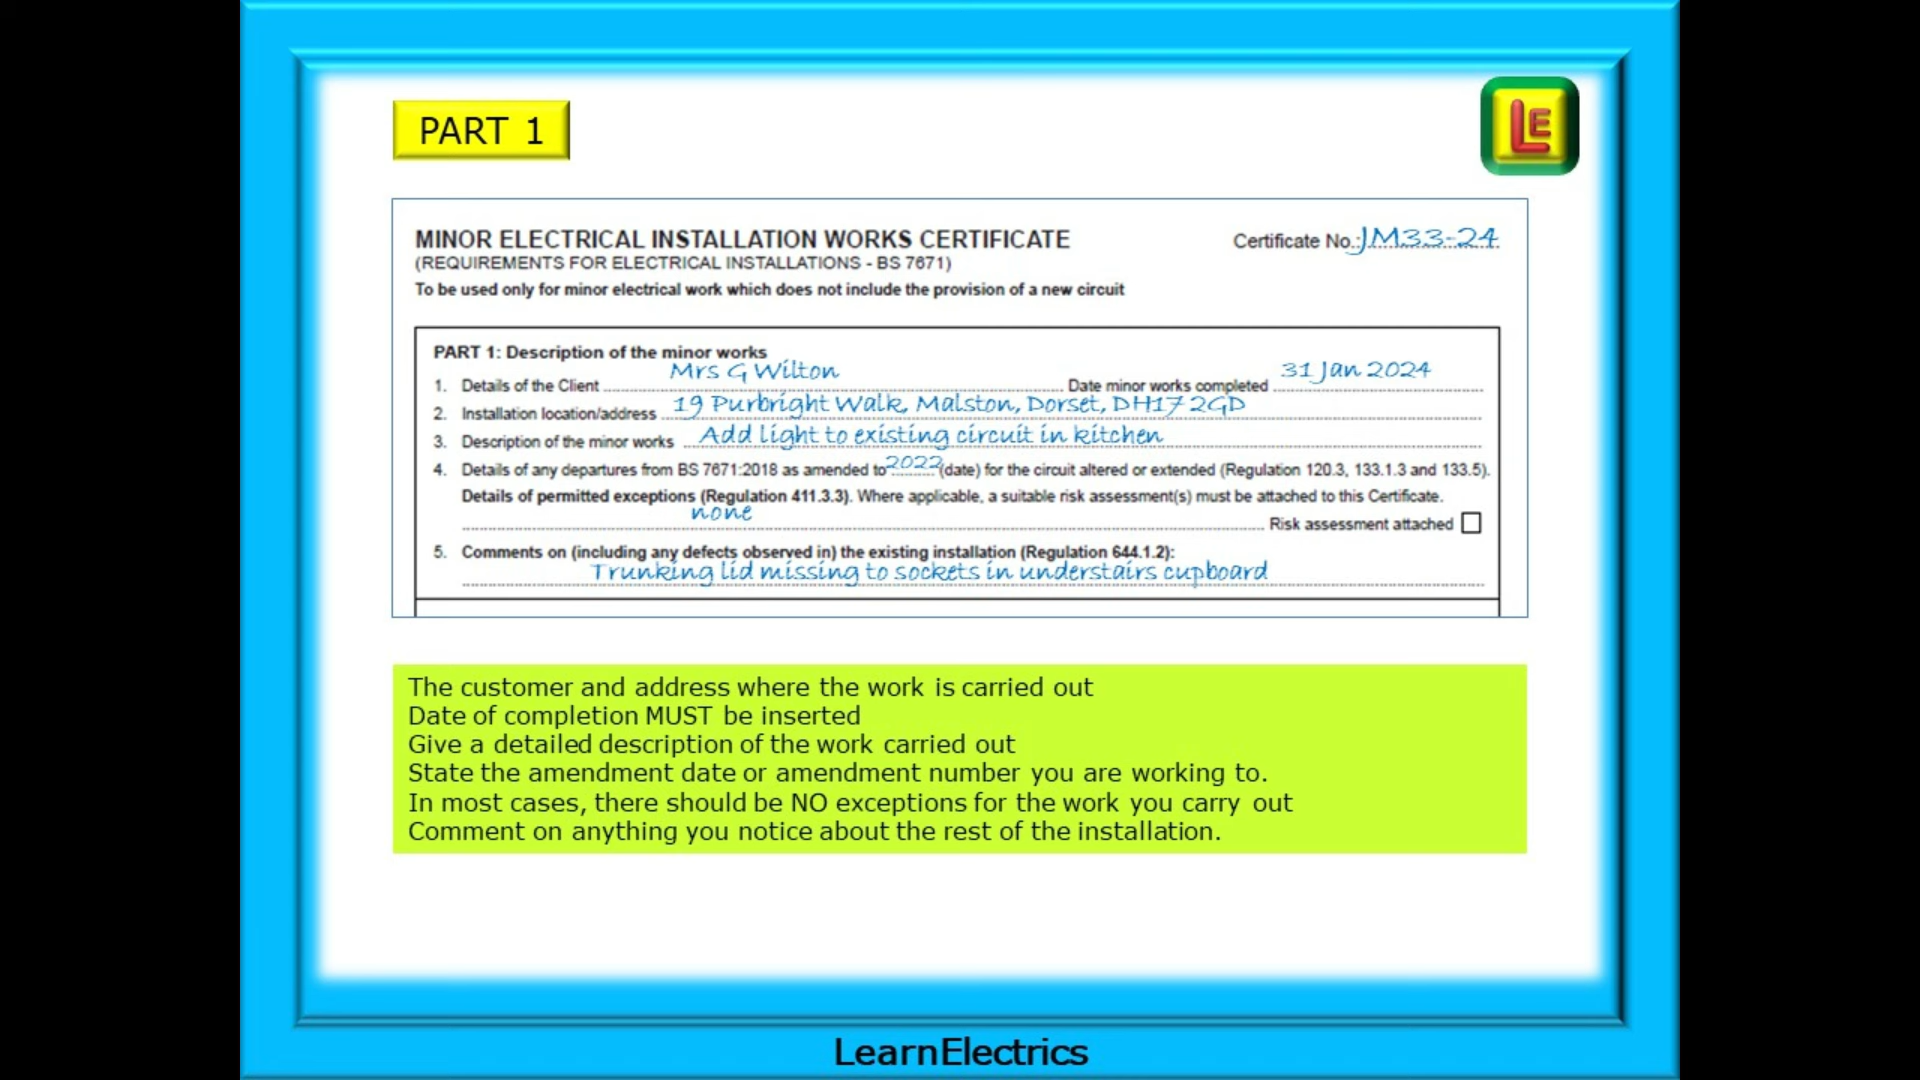 PART 1
LE
MINOR ELECTRICAL INSTALLATION WORKS CERTIFICATE
Certificate No.: JM33-24
(REQUIREMENTS FOR ELECTRICAL INSTALLATIONS - BS 7671)
To be used only for minor electrical work which does not include the provision of a new circuit
PART 1: Description of the minor works
1. Details of the Client Mrs G Wilton Date minor works completed 31 Jan 2024
2. Installation location/address 19 Purbright Walk, Malston, Dorset, DH17 2GD
3. Description of the minor works Add light to existing circuit in kitchen
4. Details of any departures from BS 7671:2018 as amended to 2022 (date) for the circuit altered or extended (Regulation 120.3, 133.1.3 and 133.5).
Details of permitted exceptions (Regulation 411.3.3). Where applicable, a suitable risk assessment(s) must be attached to this Certificate.
none Risk assessment attached
5. Comments on (including any defects observed in) the existing installation (Regulation 644.1.2):
Trunking lid missing to sockets in understairs cupboard
The customer and address where the work is carried out
Date of completion MUST be inserted
Give a detailed description of the work carried out
State the amendment date or amendment number you are working to.
In most cases, there should be NO exceptions for the work you carry out
Comment on anything you notice about the rest of the installation.
LearnElectrics